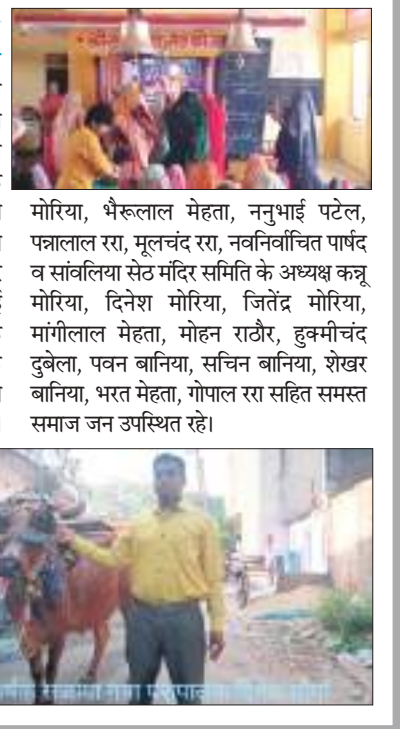 मोरिया, भैरूलाल मेहता, ननुभाई पटेल,
पन्नालाल ररा, मूलचंद ररा, नवनिर्वाचित पार्षद
व सांवलिया सेठ मंदिर समिति के अध्यक्ष कन्नू
मोरिया, दिनेश मोरिया, जितेंद्र मोरिया,
मांगीलाल मेहता, मोहन राठौर, हुक्मीचंद
दुबेला, पवन बानिया, सचिन बानिया, शेखर
बानिया, भरत मेहता, गोपाल ररा सहित समस्त
समाज जन उपस्थित रहे।